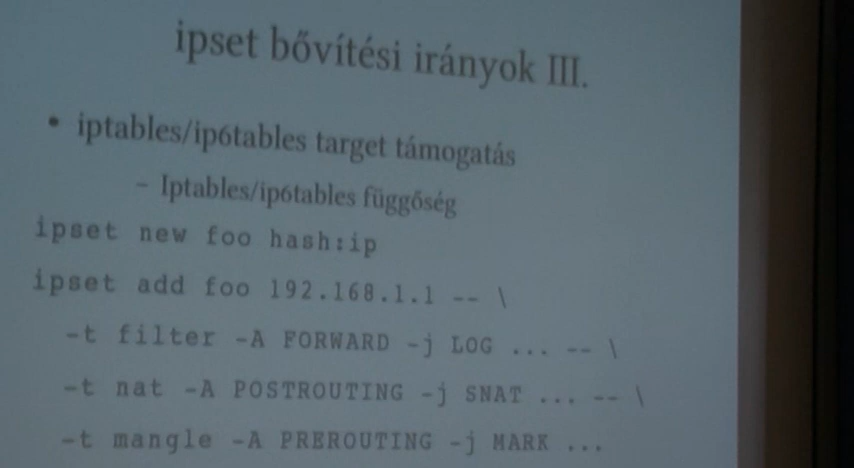 ipset bővítési irányok III.
• iptables/ip6tables target támogatás
– Iptables/ip6tables függőség
ipset new foo hash:ip
ipset add foo 192.168.1.1 -- \
-t filter -A FORWARD -j LOG ... -- \
-t nat -A POSTROUTING -j SNAT ... -- \
-t mangle -A PREROUTING -j MARK ...